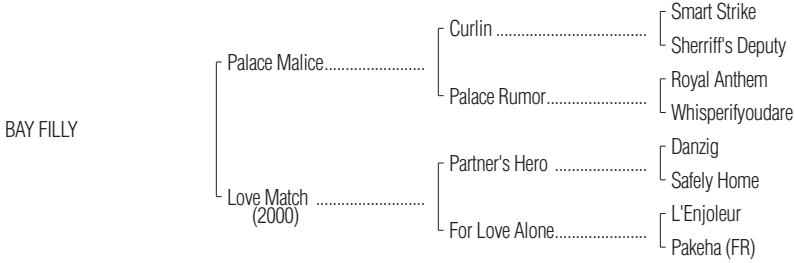 Smart Strike
Curlin ....................................
Sherriff's Deputy
Palace Malice........................
Royal Anthem
Palace Rumor........................
Whisperifyoudare
BAY FILLY
Danzig
Partner's Hero ......................
Safely Home
Love Match ..........................
(2000)
L'Enjoleur
For Love Alone......................
Pakeha (FR)